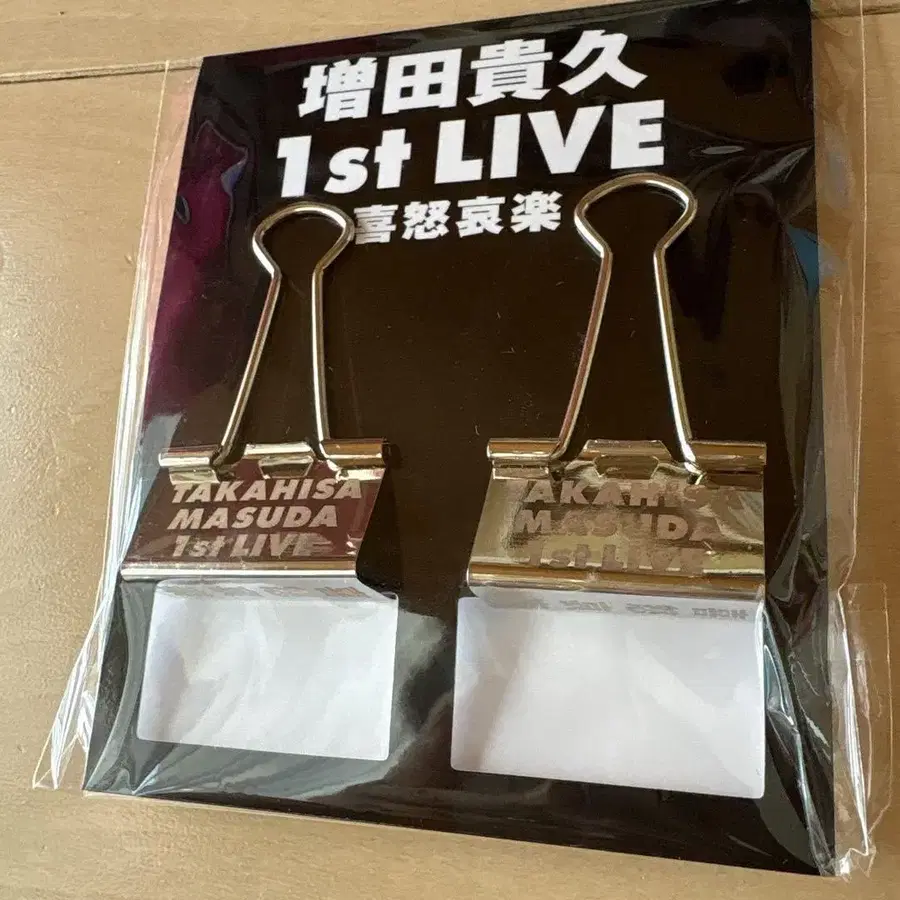 増田貴久
1st LIVE
喜怒哀楽
TAKAHISA
MASUDA
1st LIVE
TAKAHISA
MASUDA
1st LIVE